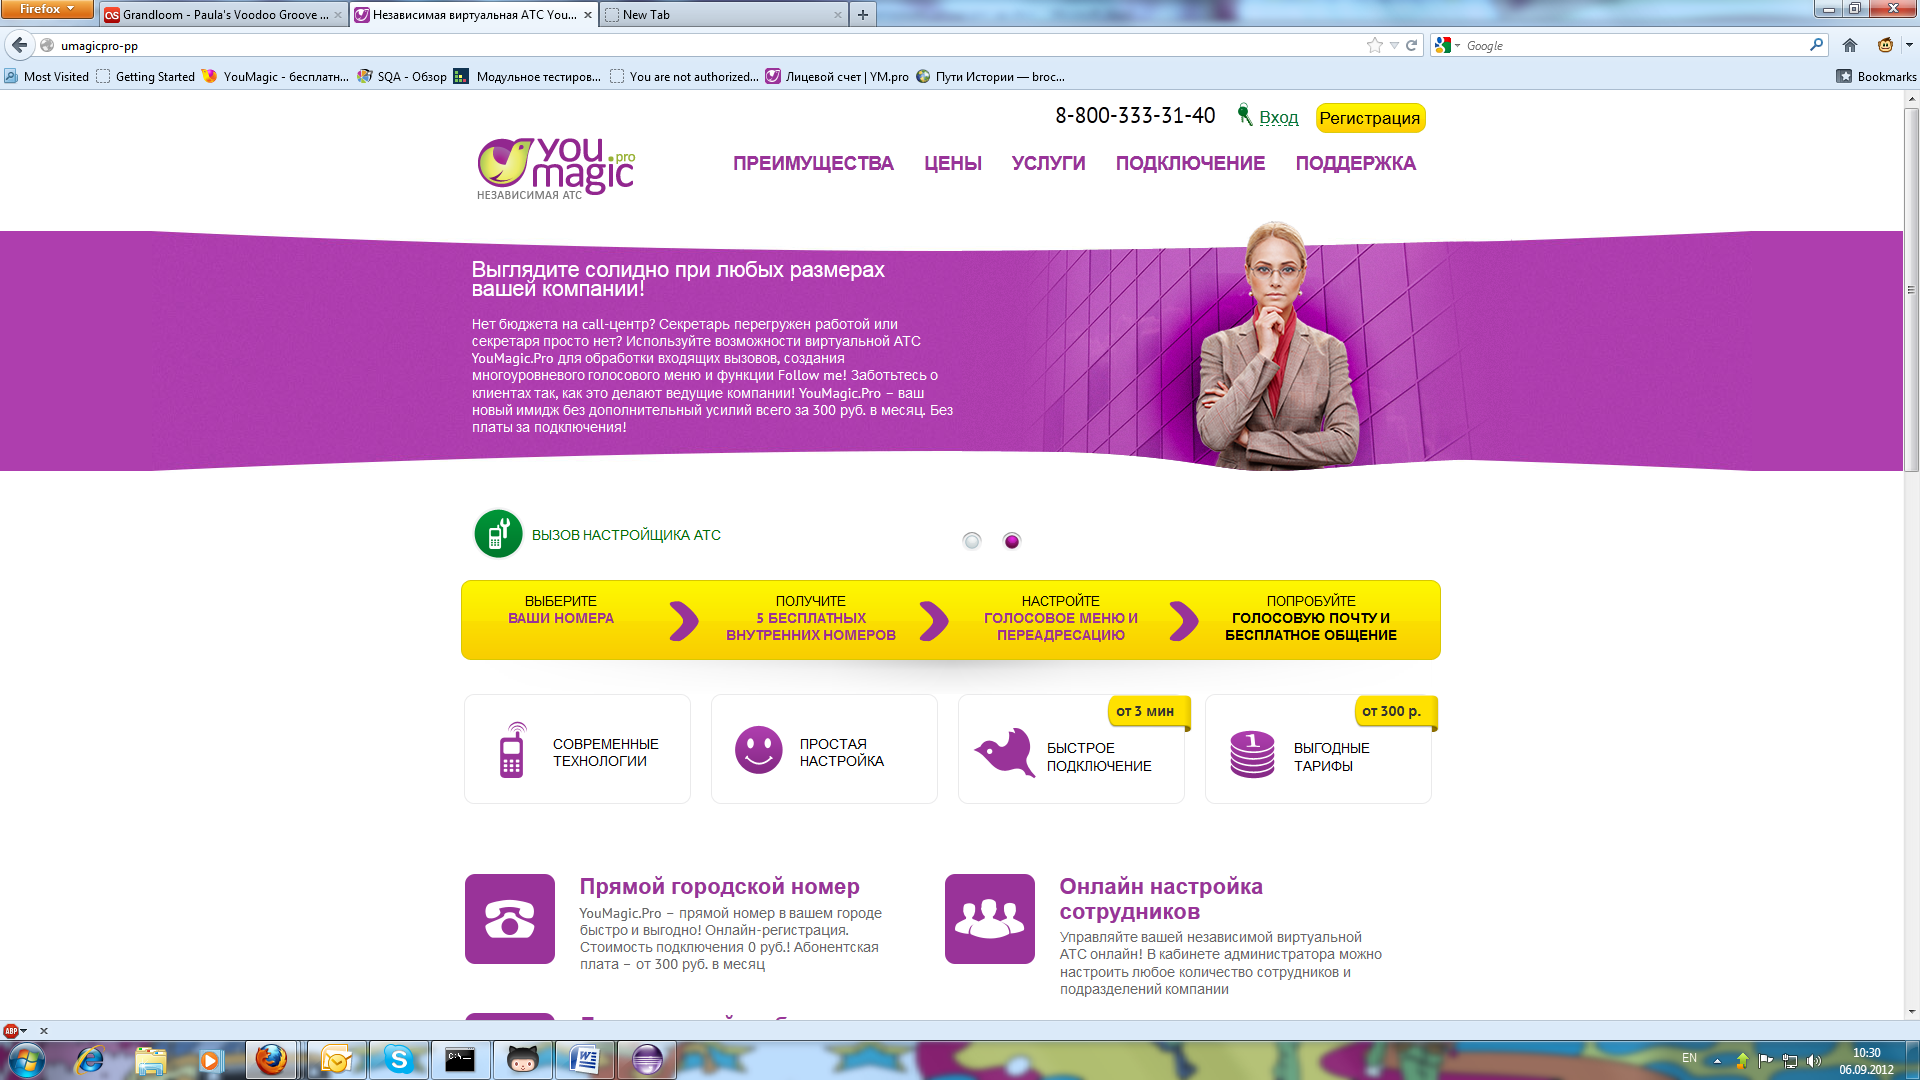 Firefox
Grandloom - Paula's Voodoo Groove ...
Независимая виртуальная АТС You...
New Tab
umagicpro-pp
Google
Most Visited
Getting Started
YouMagic - бесплатн...
SQA - Обзор
Модульное тестиров...
You are not authorized...
Лицевой счет | YM.pro
Пути Истории — broc...
Bookmarks
8-800-333-31-40
Вход
Регистрация
you
.pro
magic
НЕЗАВИСИМАЯ АТС
ПРЕИМУЩЕСТВА
ЦЕНЫ
УСЛУГИ
ПОДКЛЮЧЕНИЕ
ПОДДЕРЖКА
Выглядите солидно при любых размерах
вашей компании!
Нет бюджета на call-центр? Секретарь перегружен работой или
секретаря просто нет? Используйте возможности виртуальной АТС
YouMagic.Pro для обработки входящих вызовов, создания
многоуровневого голосового меню и функции Follow me! Заботьтесь о
клиентах так, как это делают ведущие компании! YouMagic.Pro – ваш
новый имидж без дополнительный усилий всего за 300 руб. в месяц. Без
платы за подключения!
ВЫЗОВ НАСТРОЙЩИКА АТС
ВЫБЕРИТЕ
ВАШИ НОМЕРА
ПОЛУЧИТЕ
5 БЕСПЛАТНЫХ
ВНУТРЕННИХ НОМЕРОВ
НАСТРОЙТЕ
ГОЛОСОВОЕ МЕНЮ И
ПЕРЕАДРЕСАЦИЮ
ПОПРОБУЙТЕ
ГОЛОСОВУЮ ПОЧТУ И
БЕСПЛАТНОЕ ОБЩЕНИЕ
СОВРЕМЕННЫЕ
ТЕХНОЛОГИИ
ПРОСТАЯ
НАСТРОЙКА
от 3 мин
БЫСТРОЕ
ПОДКЛЮЧЕНИЕ
от 300 р.
1
ВЫГОДНЫЕ
ТАРИФЫ
Прямой городской номер
YouMagic.Pro – прямой номер в вашем городе
быстро и выгодно! Онлайн-регистрация.
Стоимость подключения 0 руб.! Абонентская
плата – от 300 руб. в месяц
Онлайн настройка
сотрудников
Управляйте вашей независимой виртуальной
АТС онлайн! В кабинете администратора можно
настроить любое количество сотрудников и
подразделений компании
ABP
EN
10:30
06.09.2012